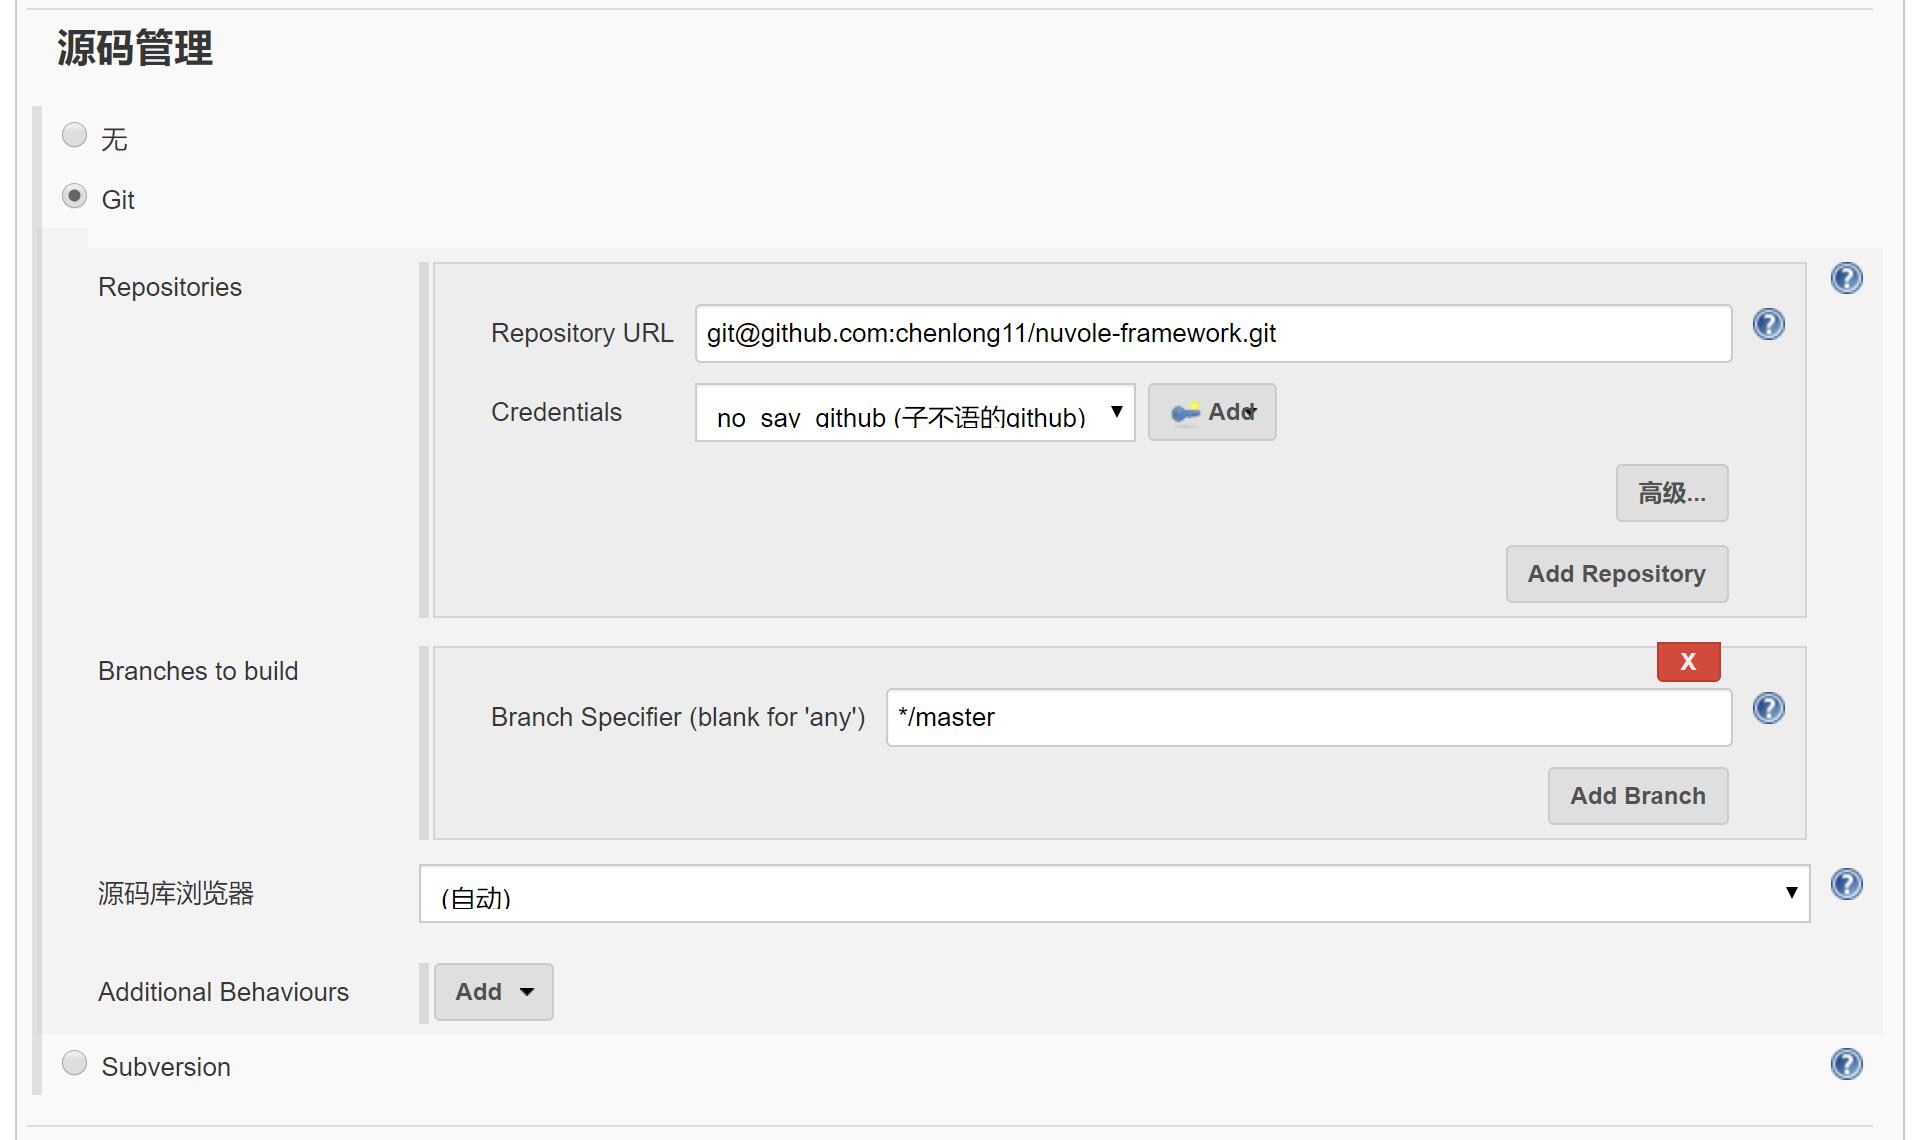 源码管理
无
Git
Repositories
Repository URL git@github.com:chenlong11/nuvole-framework.git
Credentials no_say_github (子不语的github) Add
高级...
Add Repository
Branches to build
X
Branch Specifier (blank for 'any') */master
Add Branch
源码库浏览器 (自动)
Additional Behaviours Add
Subversion